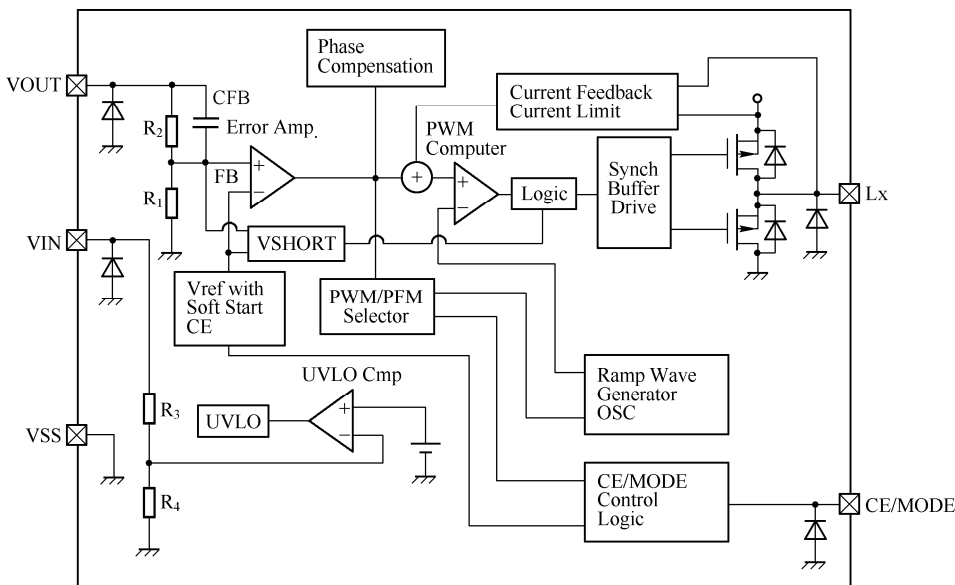 Phase
Compensation
VOUT
CFB
Current Feedback
Current Limit
R2
Error Amp.
PWM
Computer
FB
Synch
Buffer
Drive
R1
Logic
Lx
VIN
VSHORT
Vref with
Soft Start
CE
PWM/PFM
Selector
UVLO Cmp
Ramp Wave
Generator
OSC
R3
UVLO
VSS
CE/MODE
Control
Logic
R4
CE/MODE